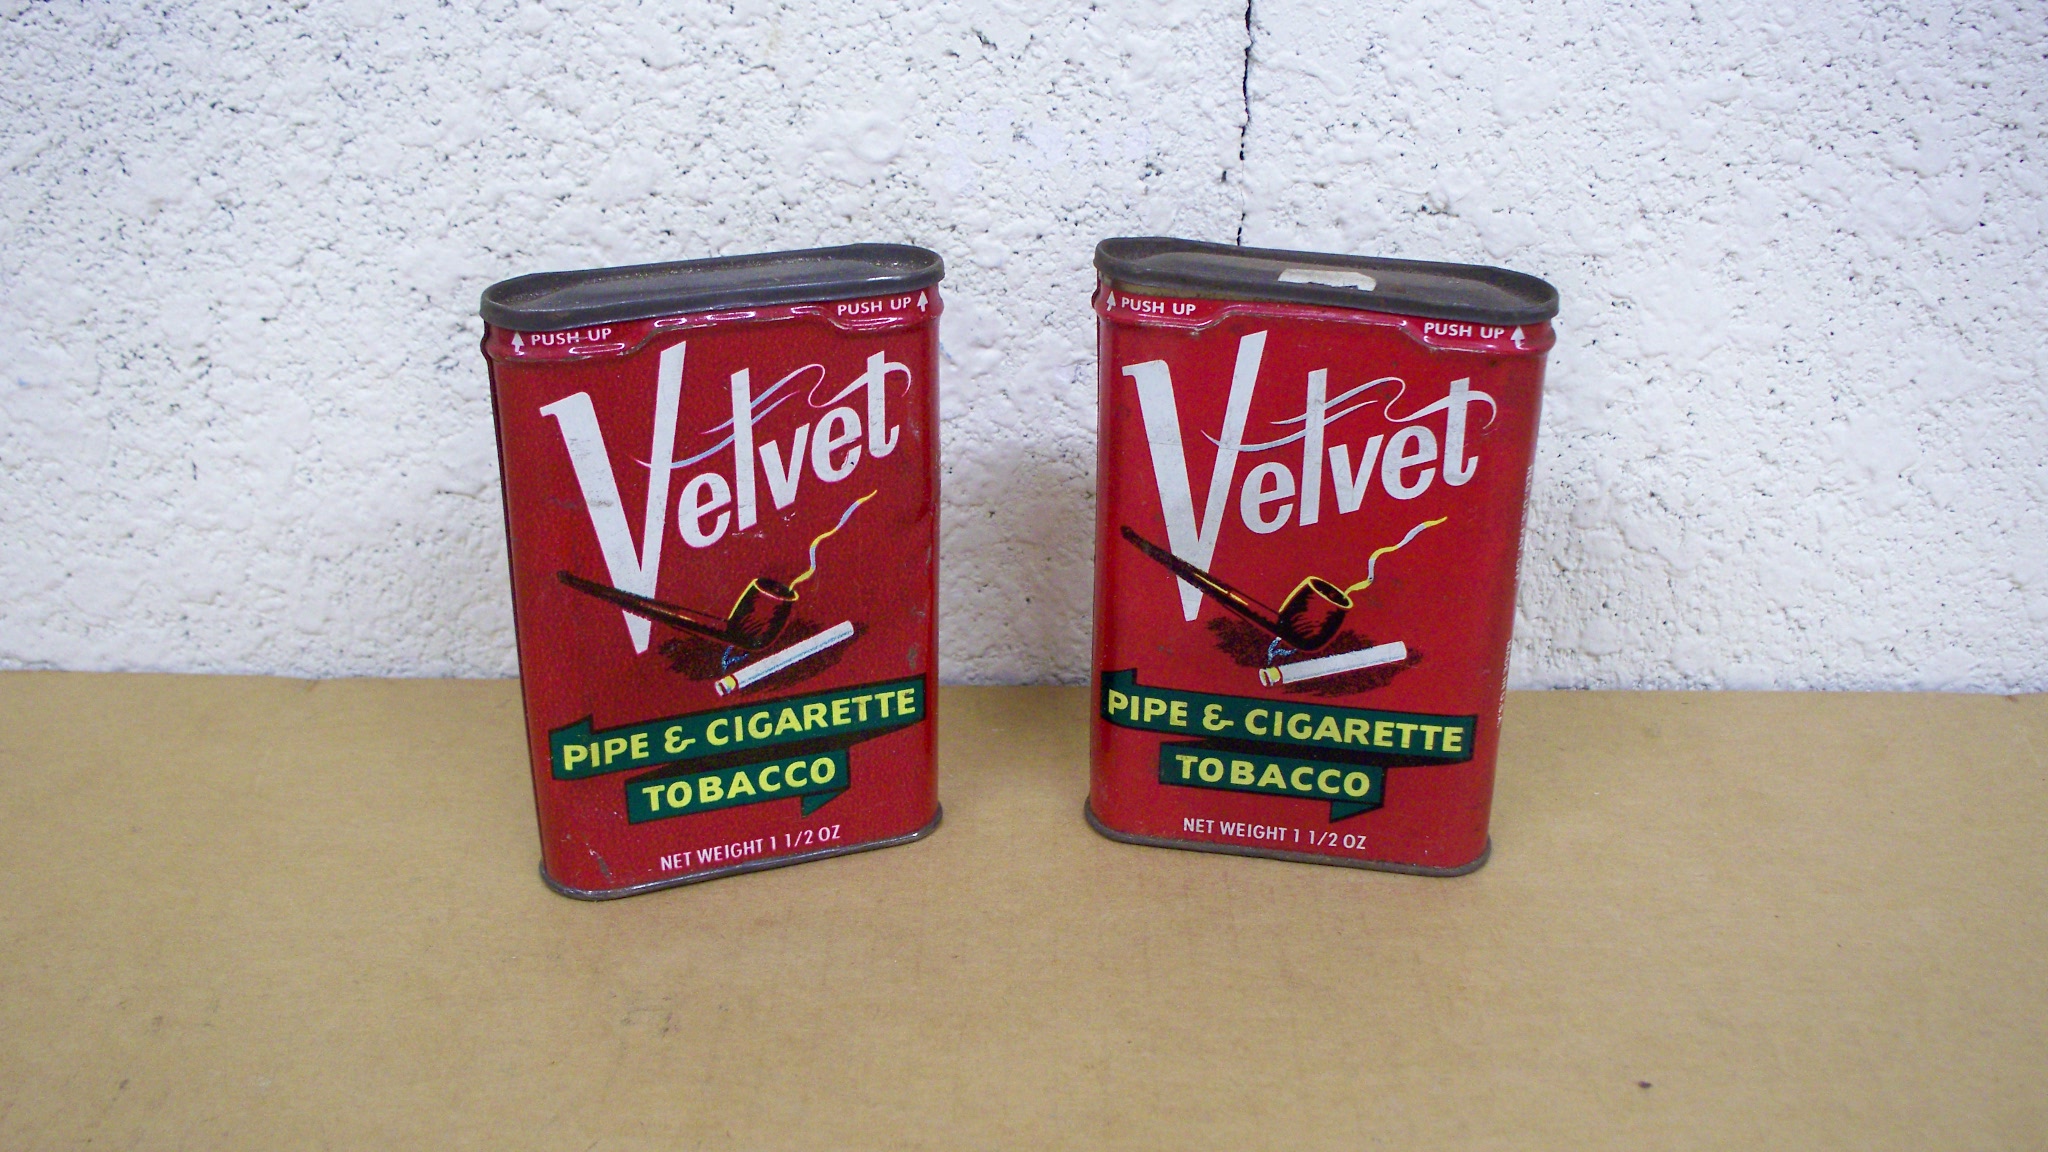 PUSH UP PUSH UP
Velvet
PIPE & CIGARETTE
TOBACCO
NET WEIGHT 1 1/2 OZ
PUSH UP PUSH UP
Velvet
PIPE & CIGARETTE
TOBACCO
NET WEIGHT 1 1/2 OZ